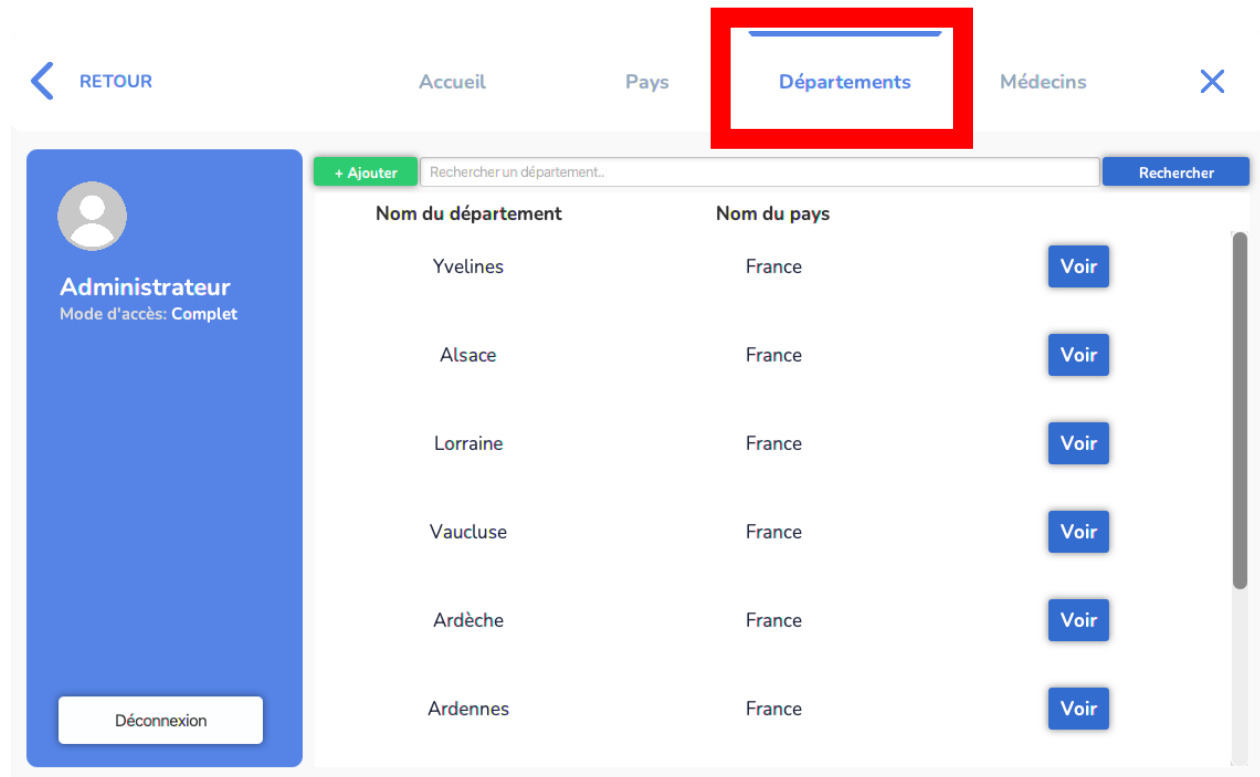 RETOUR Accueil Pays Départements Médecins
Administrateur
Mode d'accès: Complet
Déconnexion
+ Ajouter Rechercher un département.. Rechercher
Nom du département Nom du pays
Yvelines France Voir
Alsace France Voir
Lorraine France Voir
Vaucluse France Voir
Ardèche France Voir
Ardennes France Voir